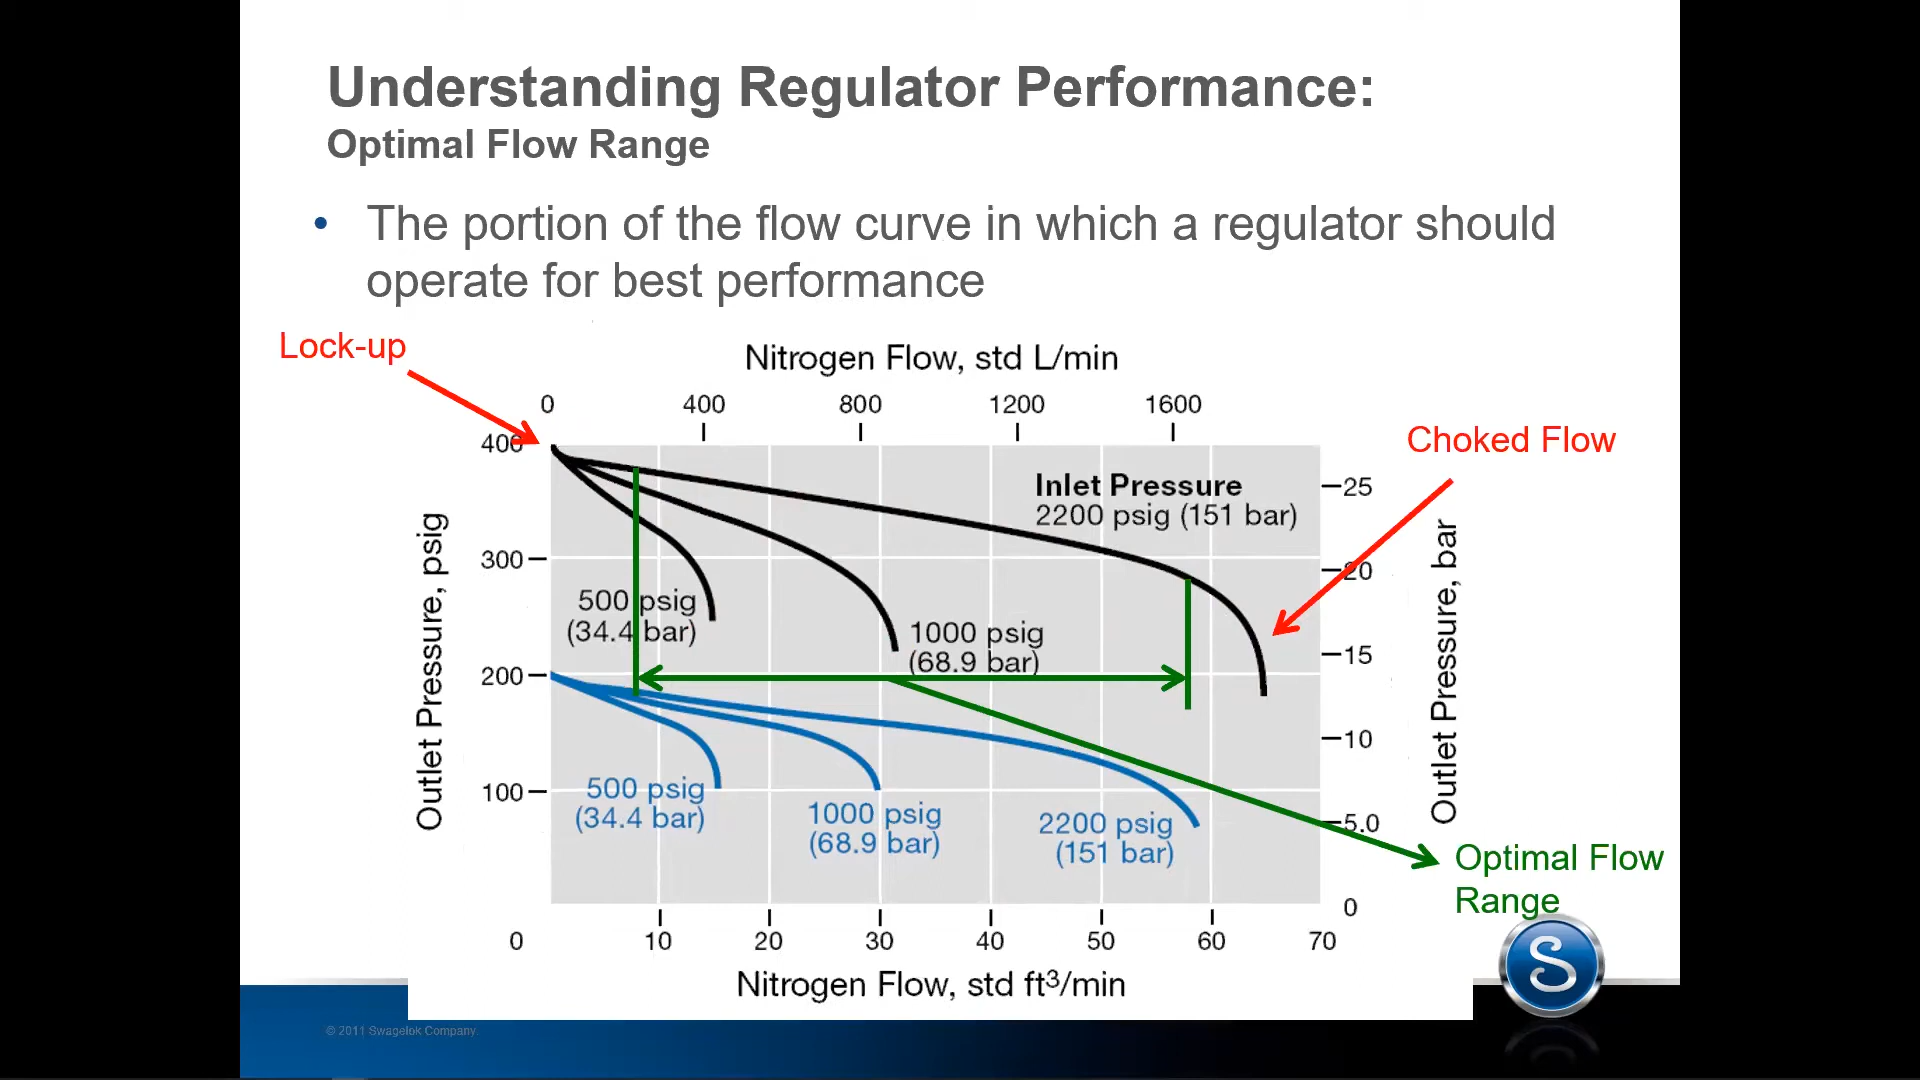 Understanding Regulator Performance:
Optimal Flow Range
• The portion of the flow curve in which a regulator should
operate for best performance
Lock-up
Nitrogen Flow, std L/min
0 400 800 1200 1600
Choked Flow
400
300
200
100
Outlet Pressure, psig
Inlet Pressure
2200 psig (151 bar)
500 psig
(34.4 bar)
1000 psig
(68.9 bar)
500 psig
(34.4 bar)
1000 psig
(68.9 bar)
2200 psig
(151 bar)
25
20
15
10
5.0
0
Outlet Pressure, bar
Optimal Flow
Range
0 10 20 30 40 50 60 70
Nitrogen Flow, std ft³/min
S
© 2011 Swagelok Company.